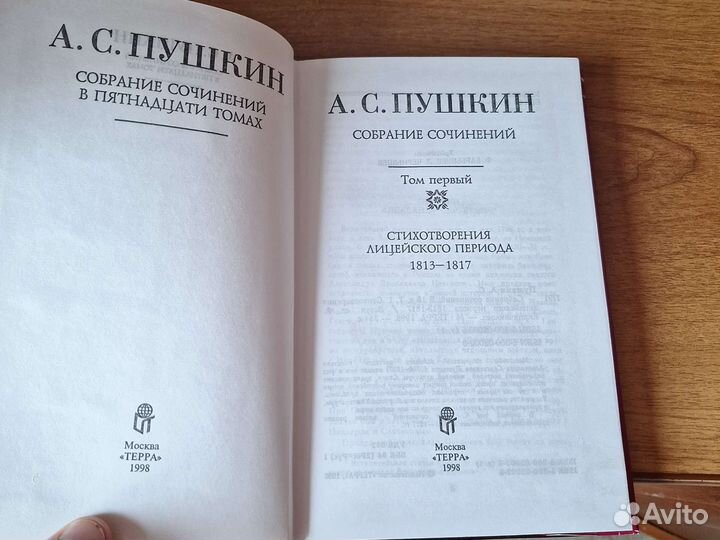 А. С. ПУШКИН
СОБРАНИЕ СОЧИНЕНИЙ
В ПЯТНАДЦАТИ ТОМАХ
Москва
«ТЕРРА»
1998
А. С. ПУШКИН
СОБРАНИЕ СОЧИНЕНИЙ
Том первый
СТИХОТВОРЕНИЯ
ЛИЦЕЙСКОГО ПЕРИОДА
1813—1817
Москва
«ТЕРРА»
1998
Avito